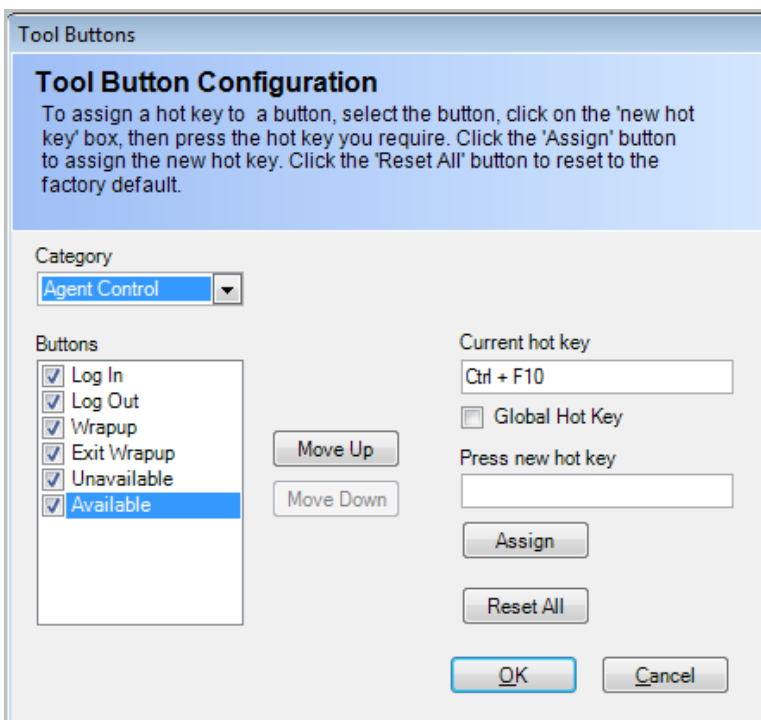 Tool Buttons
Tool Button Configuration
To assign a hot key to  a button, select the button, click on the 'new hot
key' box, then press the hot key you require. Click the 'Assign' button
to assign the new hot key. Click the 'Reset All' button to reset to the
factory default.
Category
Agent Control
Buttons
Log In
Log Out
Wrapup
Exit Wrapup
Unavailable
Available
Move Up
Move Down
Current hot key
Ctrl + F10
Global Hot Key
Press new hot key
Assign
Reset All
OK
Cancel